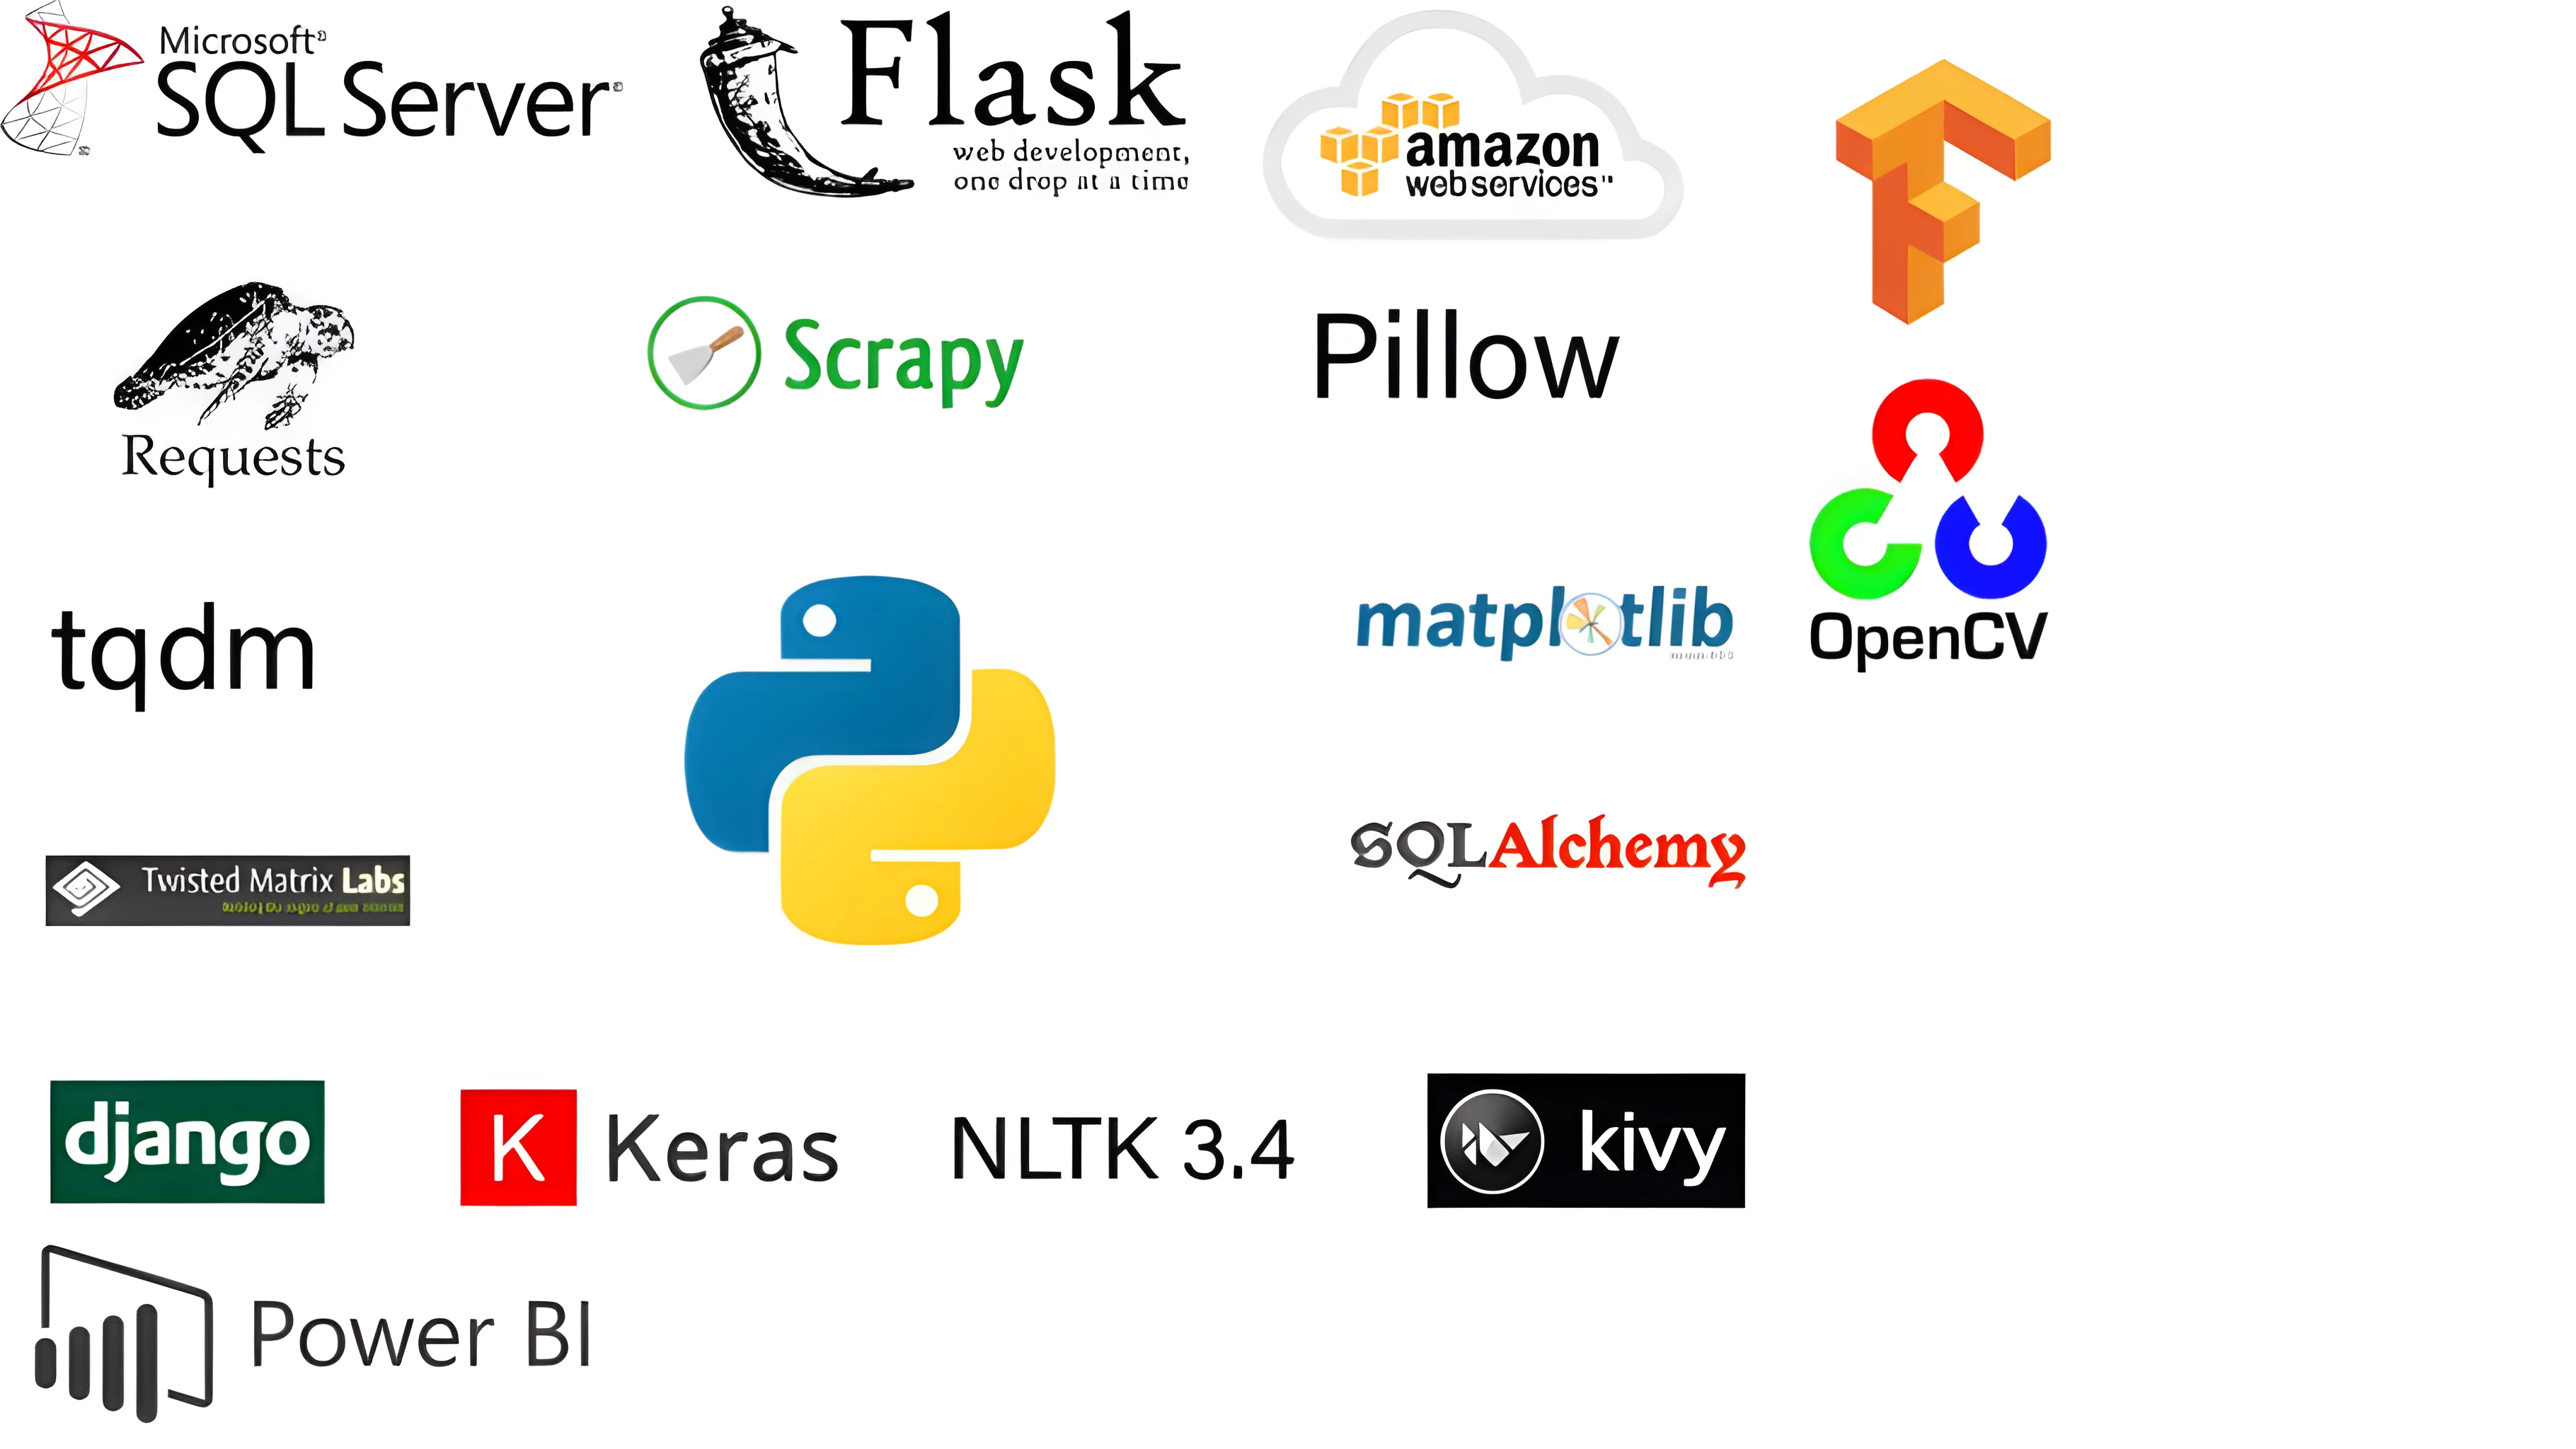 Microsoft
SQL Server
Flask
web development,
one drop at a time
amazon
webservices™
Requests
Scrapy
Pillow
tqdm
matplotlib
OpenCV
Twisted Matrix Labs
SQLAlchemy
django
K Keras
NLTK 3.4
kivy
Power BI